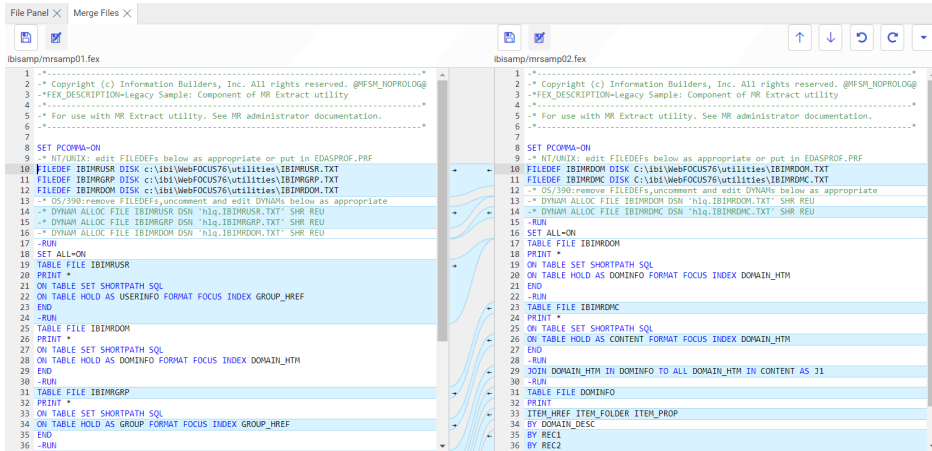 File Panel
Merge Files
ibisamp/mrsamp01.fex
1 -*------------------------------------------------------------------------*
2 -* Copyright (c) Information Builders, Inc. All rights reserved. @MFSM_NOPROLOG@
3 -*FEX_DESCRIPTION=Legacy Sample: Component of MR Extract utility
4 -*------------------------------------------------------------------------*
5 -* For use with MR Extract utility. See MR administrator documentation.
6 -*------------------------------------------------------------------------*
7
8 SET PCOMMA=ON
9 -* NT/UNIX: edit FILEDEFs below as appropriate or put in EDASPROF.PRF
10 FILEDEF IBIMRUSR DISK c:\ibi\WebFOCUS76\utilities\IBIMRUSR.TXT
11 FILEDEF IBIMRGRP DISK c:\ibi\WebFOCUS76\utilities\IBIMRGRP.TXT
12 FILEDEF IBIMRDOM DISK c:\ibi\WebFOCUS76\utilities\IBIMRDOM.TXT
13 -* OS/390:remove FILEDEFs,uncomment and edit DYNAMs below as appropriate
14 -* DYNAM ALLOC FILE IBIMRUSR DSN 'hlq.IBIMRUSR.TXT' SHR REU
15 -* DYNAM ALLOC FILE IBIMRGRP DSN 'hlq.IBIMRGRP.TXT' SHR REU
16 -* DYNAM ALLOC FILE IBIMRDOM DSN 'hlq.IBIMRDOM.TXT' SHR REU
17 -RUN
18 SET ALL=ON
19 TABLE FILE IBIMRUSR
20 PRINT *
21 ON TABLE SET SHORTPATH SQL
22 ON TABLE HOLD AS USERINFO FORMAT FOCUS INDEX GROUP_HREF
23 END
24 -RUN
25 TABLE FILE IBIMRDOM
26 PRINT *
27 ON TABLE SET SHORTPATH SQL
28 ON TABLE HOLD AS DOMINFO FORMAT FOCUS INDEX DOMAIN_HTM
29 END
30 -RUN
31 TABLE FILE IBIMRGRP
32 PRINT *
33 ON TABLE SET SHORTPATH SQL
34 ON TABLE HOLD AS GROUP FORMAT FOCUS INDEX GROUP_HREF
35 END
36 -RUN
ibisamp/mrsamp02.fex
1 -*------------------------------------------------------------------------*
2 -* Copyright (c) Information Builders, Inc. All rights reserved. @MFSM_NOPROLOG@
3 -*FEX_DESCRIPTION=Legacy Sample: Component of MR Extract utility
4 -*------------------------------------------------------------------------*
5 -* For use with MR Extract utility. See MR administrator documentation.
6 -*------------------------------------------------------------------------*
7
8 SET PCOMMA=ON
9 -* NT/UNIX: edit FILEDEFs below as appropriate or put in EDASPROF.PRF
10 FILEDEF IBIMRDOM DISK C:\ibi\WebFOCUS76\utilities\IBIMRDOM.TXT
11 FILEDEF IBIMRDMC DISK C:\ibi\WebFOCUS76\utilities\IBIMRDMC.TXT
12 -* OS/390:remove FILEDEFs,uncomment and edit DYNAMs below as appropriate
13 -* DYNAM ALLOC FILE IBIMRDOM DSN 'hlq.IBIMRDOM.TXT' SHR REU
14 -* DYNAM ALLOC FILE IBIMRDMC DSN 'hlq.IBIMRDMC.TXT' SHR REU
15 -RUN
16 SET ALL=ON
17 TABLE FILE IBIMRDOM
18 PRINT *
19 ON TABLE SET SHORTPATH SQL
20 ON TABLE HOLD AS DOMINFO FORMAT FOCUS INDEX DOMAIN_HTM
21 END
22 -RUN
23 TABLE FILE IBIMRDMC
24 PRINT *
25 ON TABLE SET SHORTPATH SQL
26 ON TABLE HOLD AS CONTENT FORMAT FOCUS INDEX DOMAIN_HTM
27 END
28 -RUN
29 JOIN DOMAIN_HTM IN DOMINFO TO ALL DOMAIN_HTM IN CONTENT AS J1
30 -RUN
31 TABLE FILE DOMINFO
32 PRINT
33 ITEM_HREF ITEM_FOLDER ITEM_PROP
34 BY DOMAIN_DESC
35 BY REC1
36 BY REC2